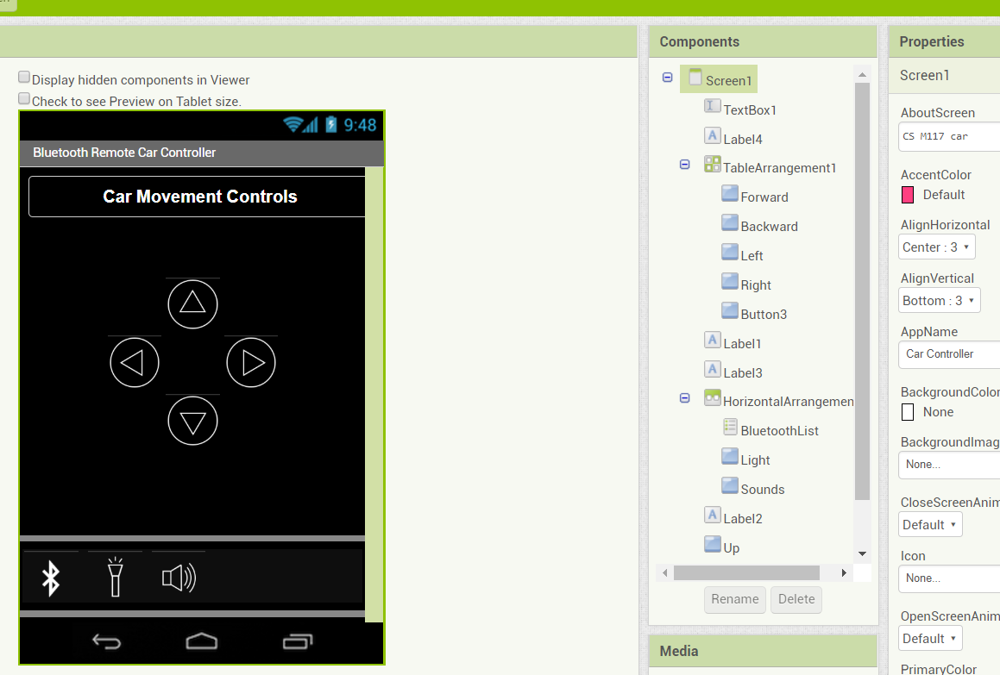 Components
Properties
Display hidden components in Viewer
Check to see Preview on Tablet size.
9:48
Bluetooth Remote Car Controller
Car Movement Controls
Screen1
TextBox1
Label4
TableArrangement1
Forward
Backward
Left
Right
Button3
Label1
Label3
HorizontalArrangemen
BluetoothList
Light
Sounds
Label2
Up
Rename
Delete
Media
Screen1
AboutScreen
CS M117 car
AccentColor
Default
AlignHorizontal
Center : 3
AlignVertical
Bottom : 3
AppName
Car Controller
BackgroundColor
None
BackgroundImag
None...
CloseScreenAnim
Default
Icon
None...
OpenScreenAnim
Default
PrimaryColor